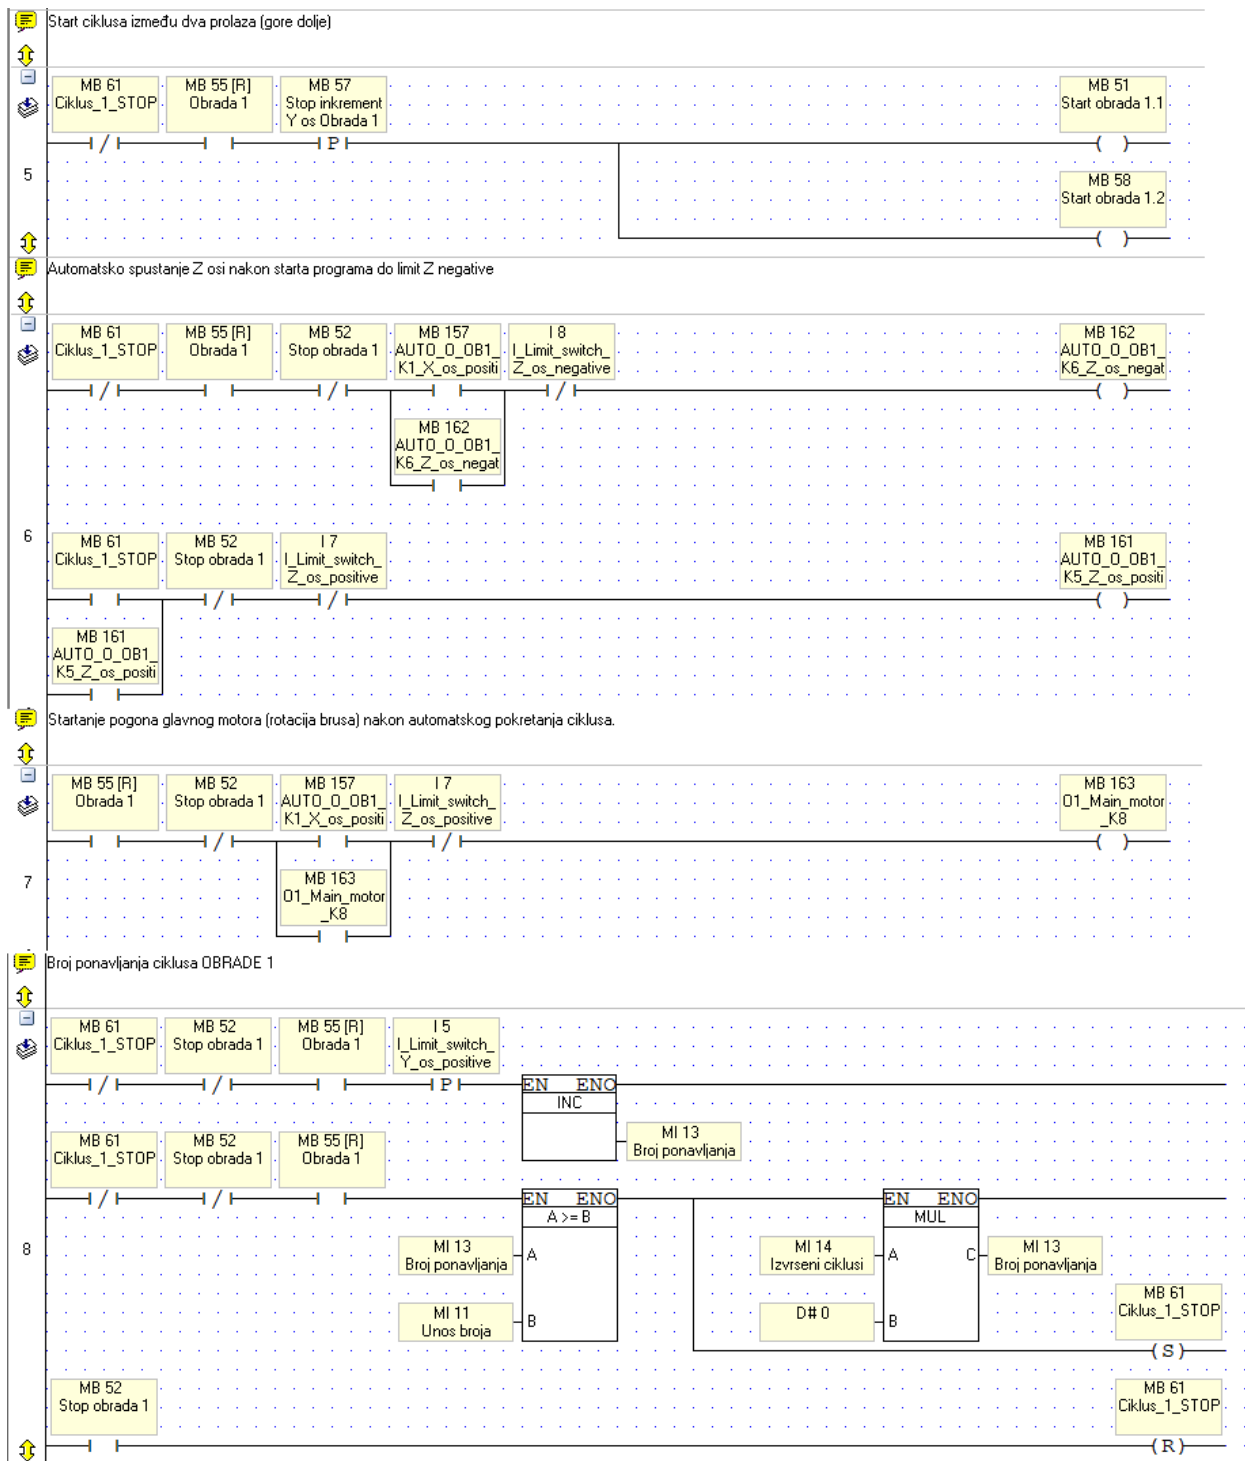 Start ciklusa između dva prolaza (gore dolje)
MB 61
Ciklus_1_STOP
MB 55 [R]
Obrada 1
MB 57
Stop inkrement
Y os Obrada 1
MB 51
Start obrada 1.1
P
5
MB 58
Start obrada 1.2
Automatsko spustanje Z osi nakon starta programa do limit Z negative
MB 61
Ciklus_1_STOP
MB 55 [R]
Obrada 1
MB 52
Stop obrada 1
MB 157
AUTO_O_OB1_
K1_X_os_positi
I 8
I_Limit_switch_
Z_os_negative
MB 162
AUTO_O_OB1_
K6_Z_os_negat
MB 162
AUTO_O_OB1_
K6_Z_os_negat
6
MB 61
Ciklus_1_STOP
MB 52
Stop obrada 1
I 7
I_Limit_switch_
Z_os_positive
MB 161
AUTO_O_OB1_
K5_Z_os_positi
MB 161
AUTO_O_OB1_
K5_Z_os_positi
Startanje pogona glavnog motora (rotacija brusa) nakon automatskog pokretanja ciklusa.
MB 55 [R]
Obrada 1
MB 52
Stop obrada 1
MB 157
AUTO_O_OB1_
K1_X_os_positi
I 7
I_Limit_switch_
Z_os_positive
MB 163
O1_Main_motor
_K8
7
MB 163
O1_Main_motor
_K8
Broj ponavljanja ciklusa OBRADE 1
MB 61
Ciklus_1_STOP
MB 52
Stop obrada 1
MB 55 [R]
Obrada 1
I 5
I_Limit_switch_
Y_os_positive
P
EN ENO
INC
MI 13
Broj ponavljanja
MB 61
Ciklus_1_STOP
MB 52
Stop obrada 1
MB 55 [R]
Obrada 1
EN ENO
A >= B
EN ENO
MUL
8
MI 13
Broj ponavljanja
A
MI 14
Izvrseni ciklusi
A
C
MI 13
Broj ponavljanja
MI 11
Unos broja
B
D# 0
B
MB 61
Ciklus_1_STOP
S
MB 52
Stop obrada 1
MB 61
Ciklus_1_STOP
R